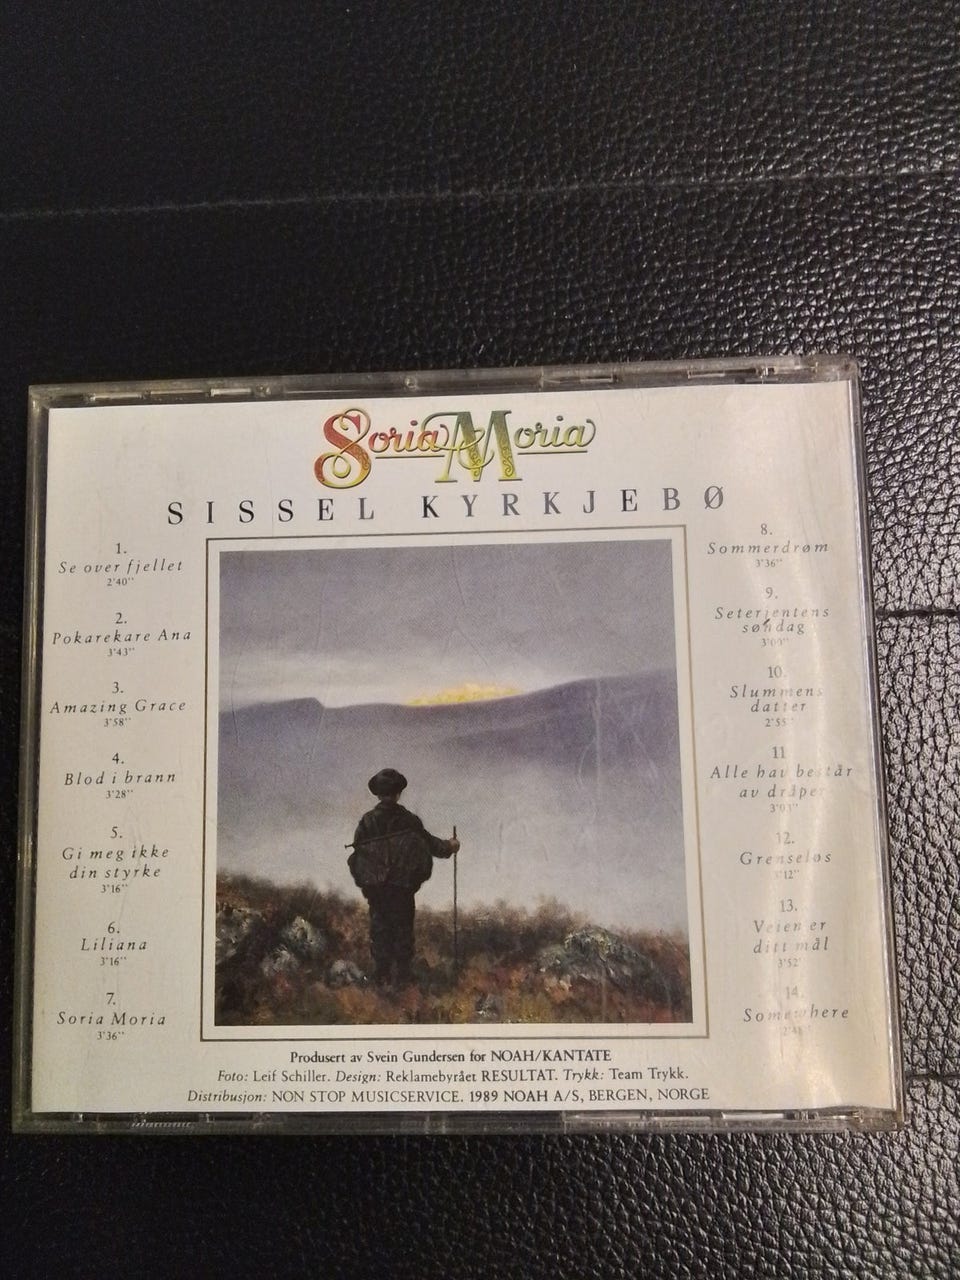 Soria Moria
SISSEL KYRKJEBØ
1.
Se over fjellet
2'40''
2.
Pokarekare Ana
3'43''
3.
Amazing Grace
3'58''
4.
Blod i brann
3'28''
5.
Gi meg ikke
din styrke
3'16''
6.
Liliana
3'16''
7.
Soria Moria
3'36''
8.
Sommerdrøm
3'36''
9.
Seterjentens
søndag
10.
Slummens
datter
2'55''
11
Alle hav består
av dråper
12.
Grenseløs
13.
Veien er
ditt mål
3'52'
14.
Somewhere
Produsert av Svein Gundersen for NOAH/KANTATE
Foto: Leif Schiller. Design: Reklamebyrået RESULTAT. Trykk: Team Trykk.
Distribusjon: NON STOP MUSICSERVICE. 1989 NOAH A/S, BERGEN, NORGE